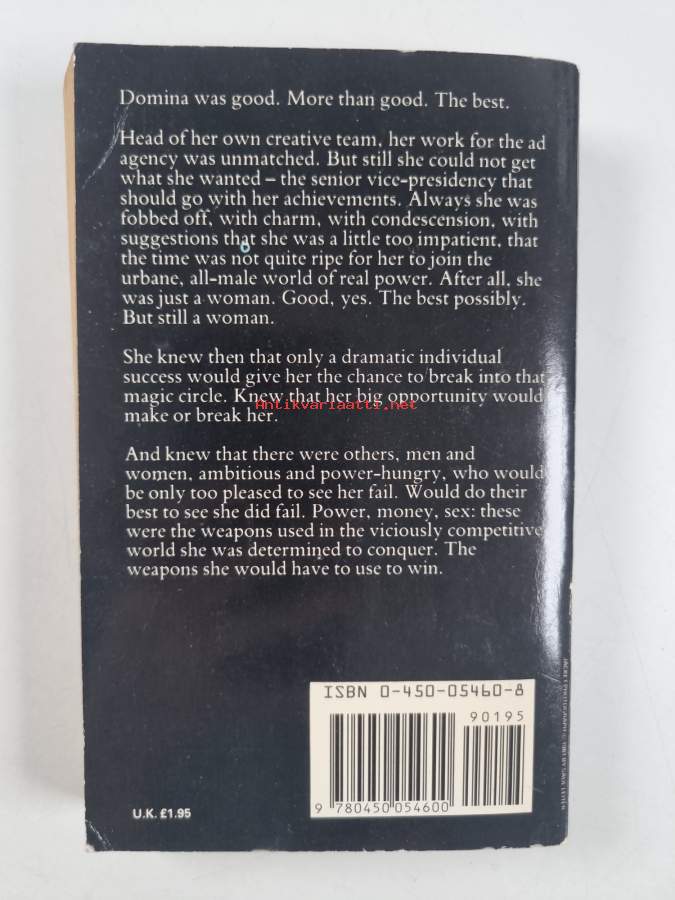 Domina was good. More than good. The best.
Head of her own creative team, her work for the ad
agency was unmatched. But still she could not get
what she wanted – the senior vice-presidency that
should go with her achievements. Always she was
fobbed off, with charm, with condescension, with
suggestions that she was a little too impatient, that
the time was not quite ripe for her to join the
urbane, all-male world of real power. After all, she
was just a woman. Good, yes. The best possibly.
But still a woman.
She knew then that only a dramatic individual
success would give her the chance to break into that
magic circle. Knew that her big opportunity would
Antikvariaatti.net
make or break her.
And knew that there were others, men and
women, ambitious and power-hungry, who would
be only too pleased to see her fail. Would do their
best to see she did fail. Power, money, sex: these
were the weapons used in the viciously competitive
world she was determined to conquer. The
weapons she would have to use to win.
ISBN 0-450-05460-8
90195
9 780450 054600
U.K. £1.95